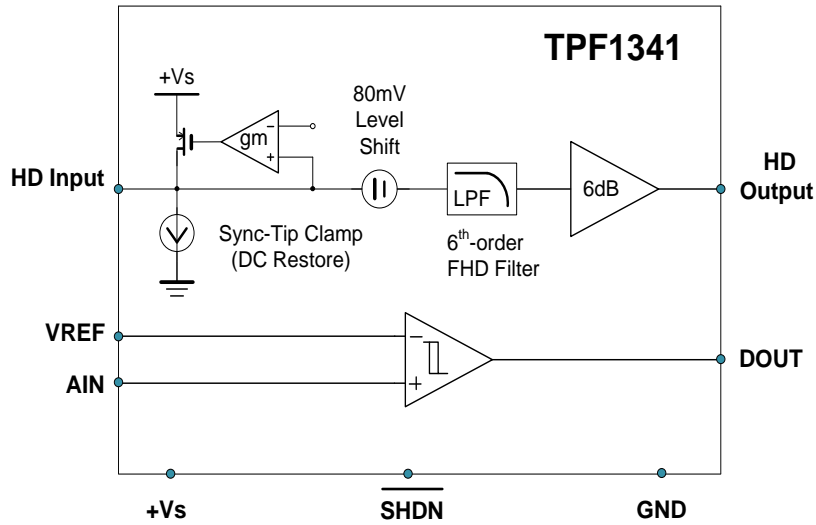 TPF1341
+Vs
80mV
Level
Shift
gm
−
+
HD Input
HD
Output
LPF
6dB
Sync-Tip Clamp
(DC Restore)
6th-order
FHD Filter
VREF
−
AIN
+
DOUT
+Vs
SHDN
GND